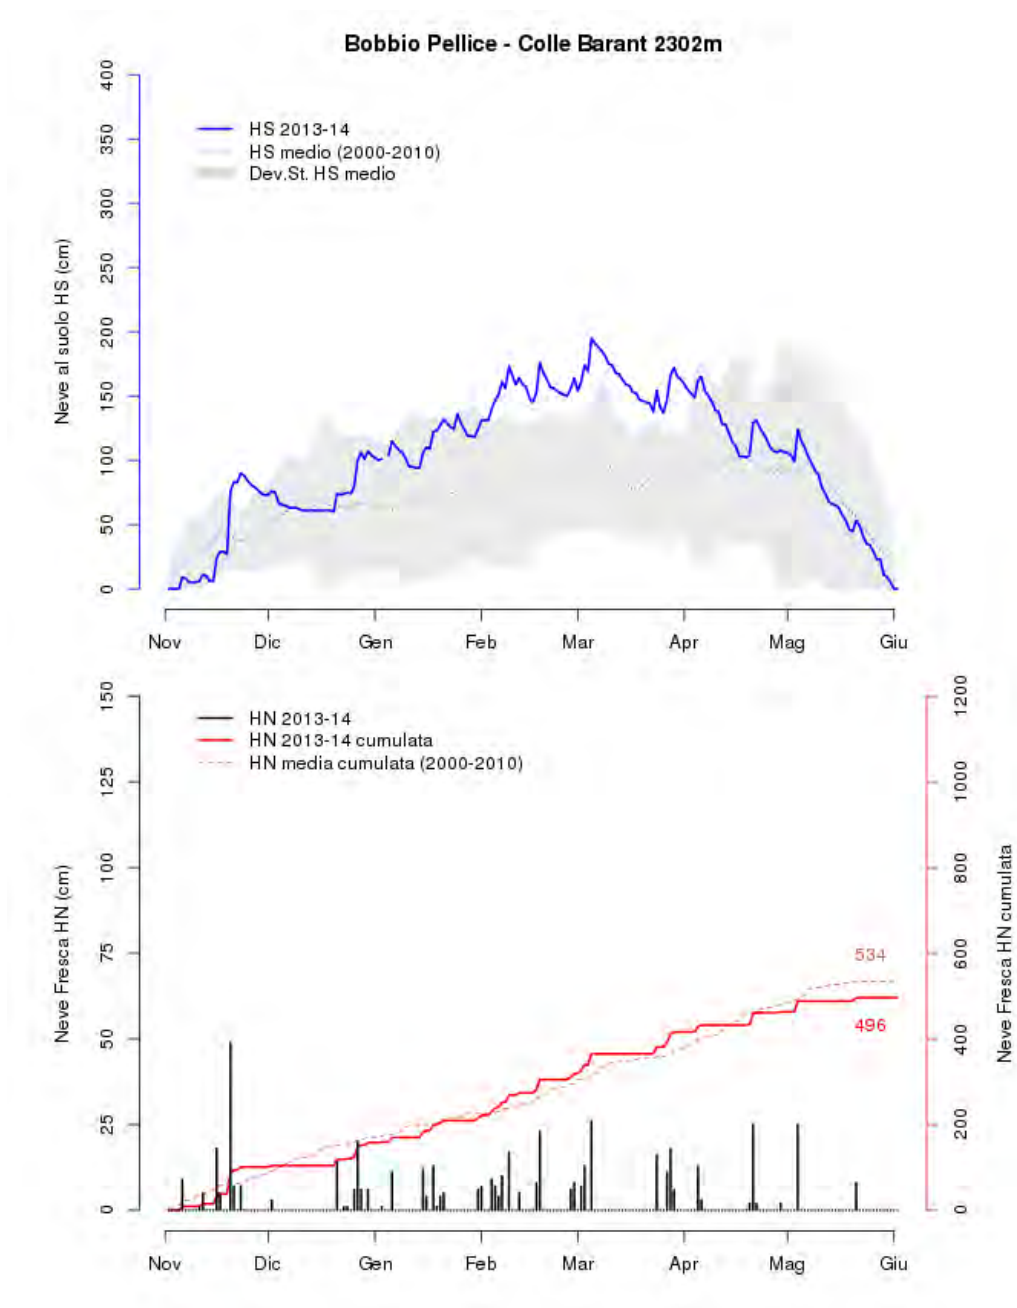 Bobbio Pellice - Colle Barant 2302m
400
350
300
250
200
150
100
50
0
Neve al suolo HS (cm)
HS 2013-14
HS medio (2000-2010)
Dev.St. HS medio
Nov Dic Gen Feb Mar Apr Mag Giu
150
125
100
75
50
25
0
Neve Fresca HN (cm)
HN 2013-14
HN 2013-14 cumulata
HN media cumulata (2000-2010)
534
496
1200
1000
800
600
400
200
0
Neve Fresca HN cumulata
Nov Dic Gen Feb Mar Apr Mag Giu